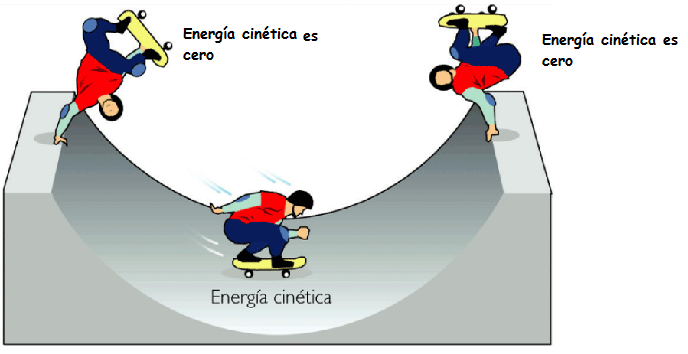 Energía cinética es
cero
Energía cinética es
cero
Energía cinética